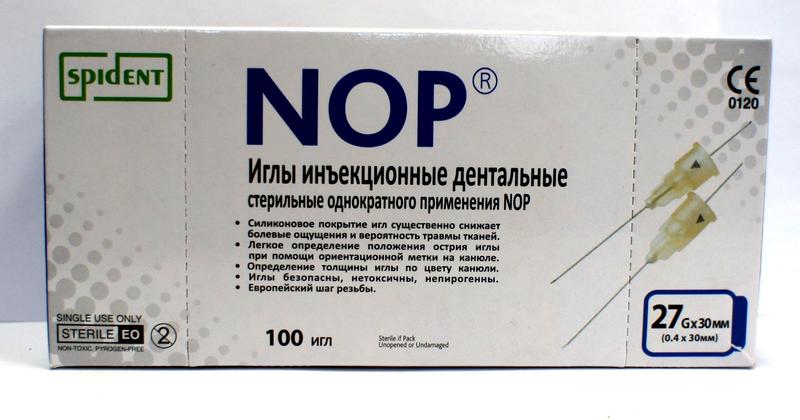 SPIDENT
NOP®
CE
0120
Иглы инъекционные дентальные
стерильные однократного применения NOP
• Силиконовое покрытие игл существенно снижает
болевые ощущения и вероятность травмы тканей.
• Легкое определение положения острия иглы
при помощи ориентационной метки на канюле.
• Определение толщины иглы по цвету канюли.
• Иглы безопасны, нетоксичны, непирогенны.
• Европейский шаг резьбы.
SINGLE USE ONLY
STERILE EO 2
NON-TOXIC, PYROGEN-FREE
100 игл
Sterile if Pack
Unopened or Undamaged
27Gx30мм
(0.4 x 30мм)